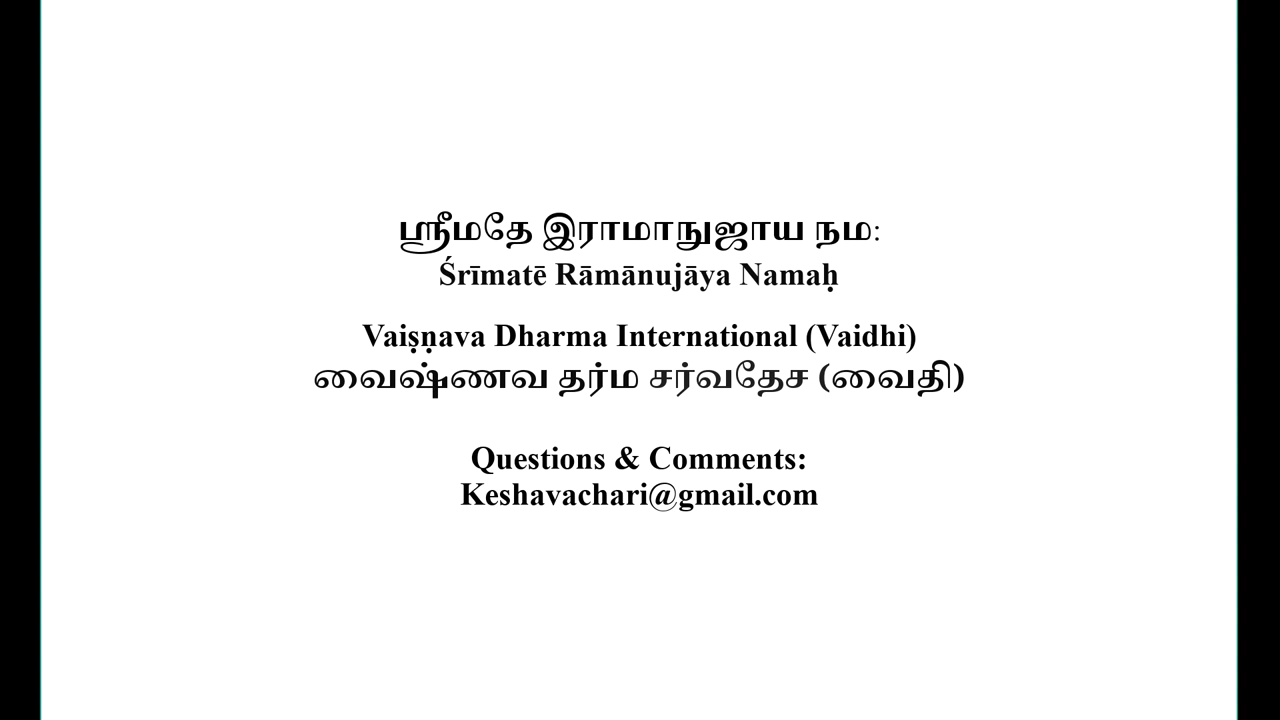 ஸ்ரீமதே இராமாநுஜாய நம:
Śrīmatē Rāmānujāya Namaḥ
Vaiṣṇava Dharma International (Vaidhi)
வைஷ்ணவ தர்ம சர்வதேச (வைதி)
Questions & Comments:
Keshavachari@gmail.com